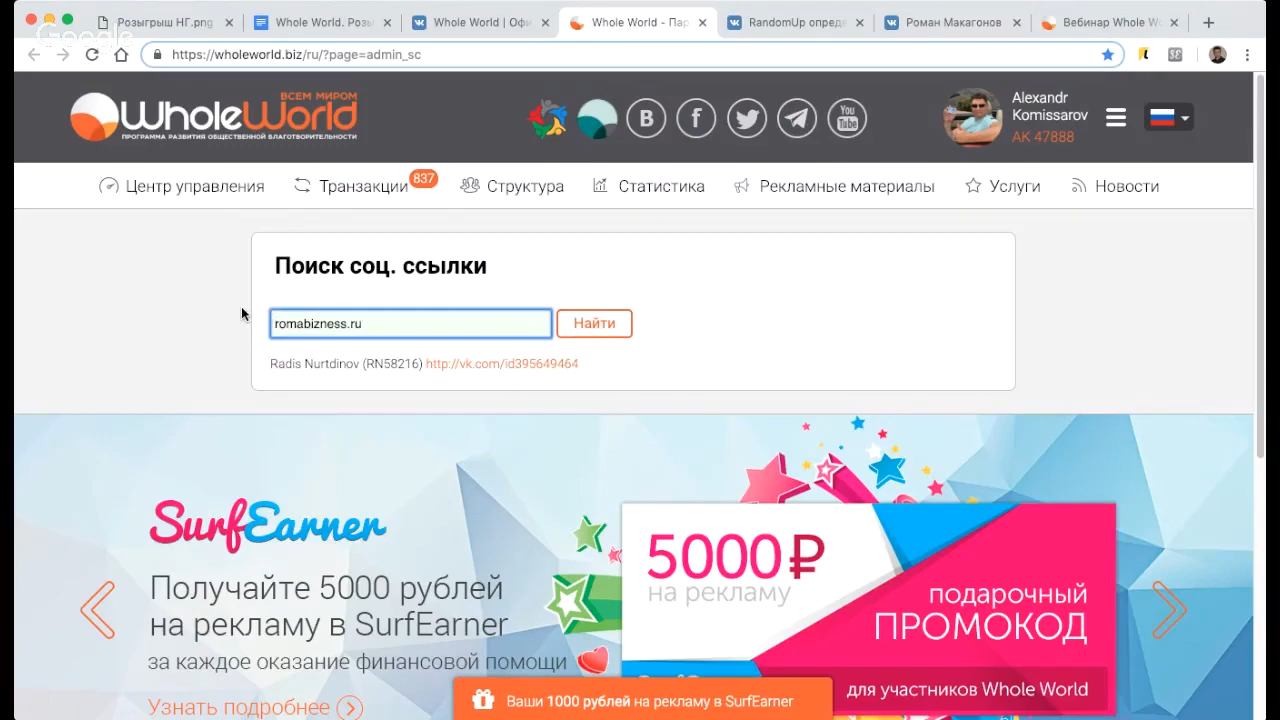 Розыгрыш НГ.png
Whole World. Розы
Whole World | Офи
Whole World - Пар
RandomUp опреде
Роман Макагонов
Вебинар Whole Wo
Google
https://wholeworld.biz/ru/?page=admin_sc
ВСЕМ МИРОМ
WholeWorld
ПРОГРАММА РАЗВИТИЯ ОБЩЕСТВЕННОЙ БЛАГОТВОРИТЕЛЬНОСТИ
You Tube
Alexandr
Komissarov
AK 47888
Центр управления
Транзакции 837
Структура
Статистика
Рекламные материалы
Услуги
Новости
Поиск соц. ссылки
romabizness.ru
Найти
Radis Nurtdinov (RN58216) http://vk.com/id395649464
SurfEarner
Получайте 5000 рублей
на рекламу в SurfEarner
за каждое оказание финансовой помощи
Узнать подробнее
5000 ₽
на рекламу
подарочный
ПРОМОКОД
для участников Whole World
Ваши 1000 рублей на рекламу в SurfEarner